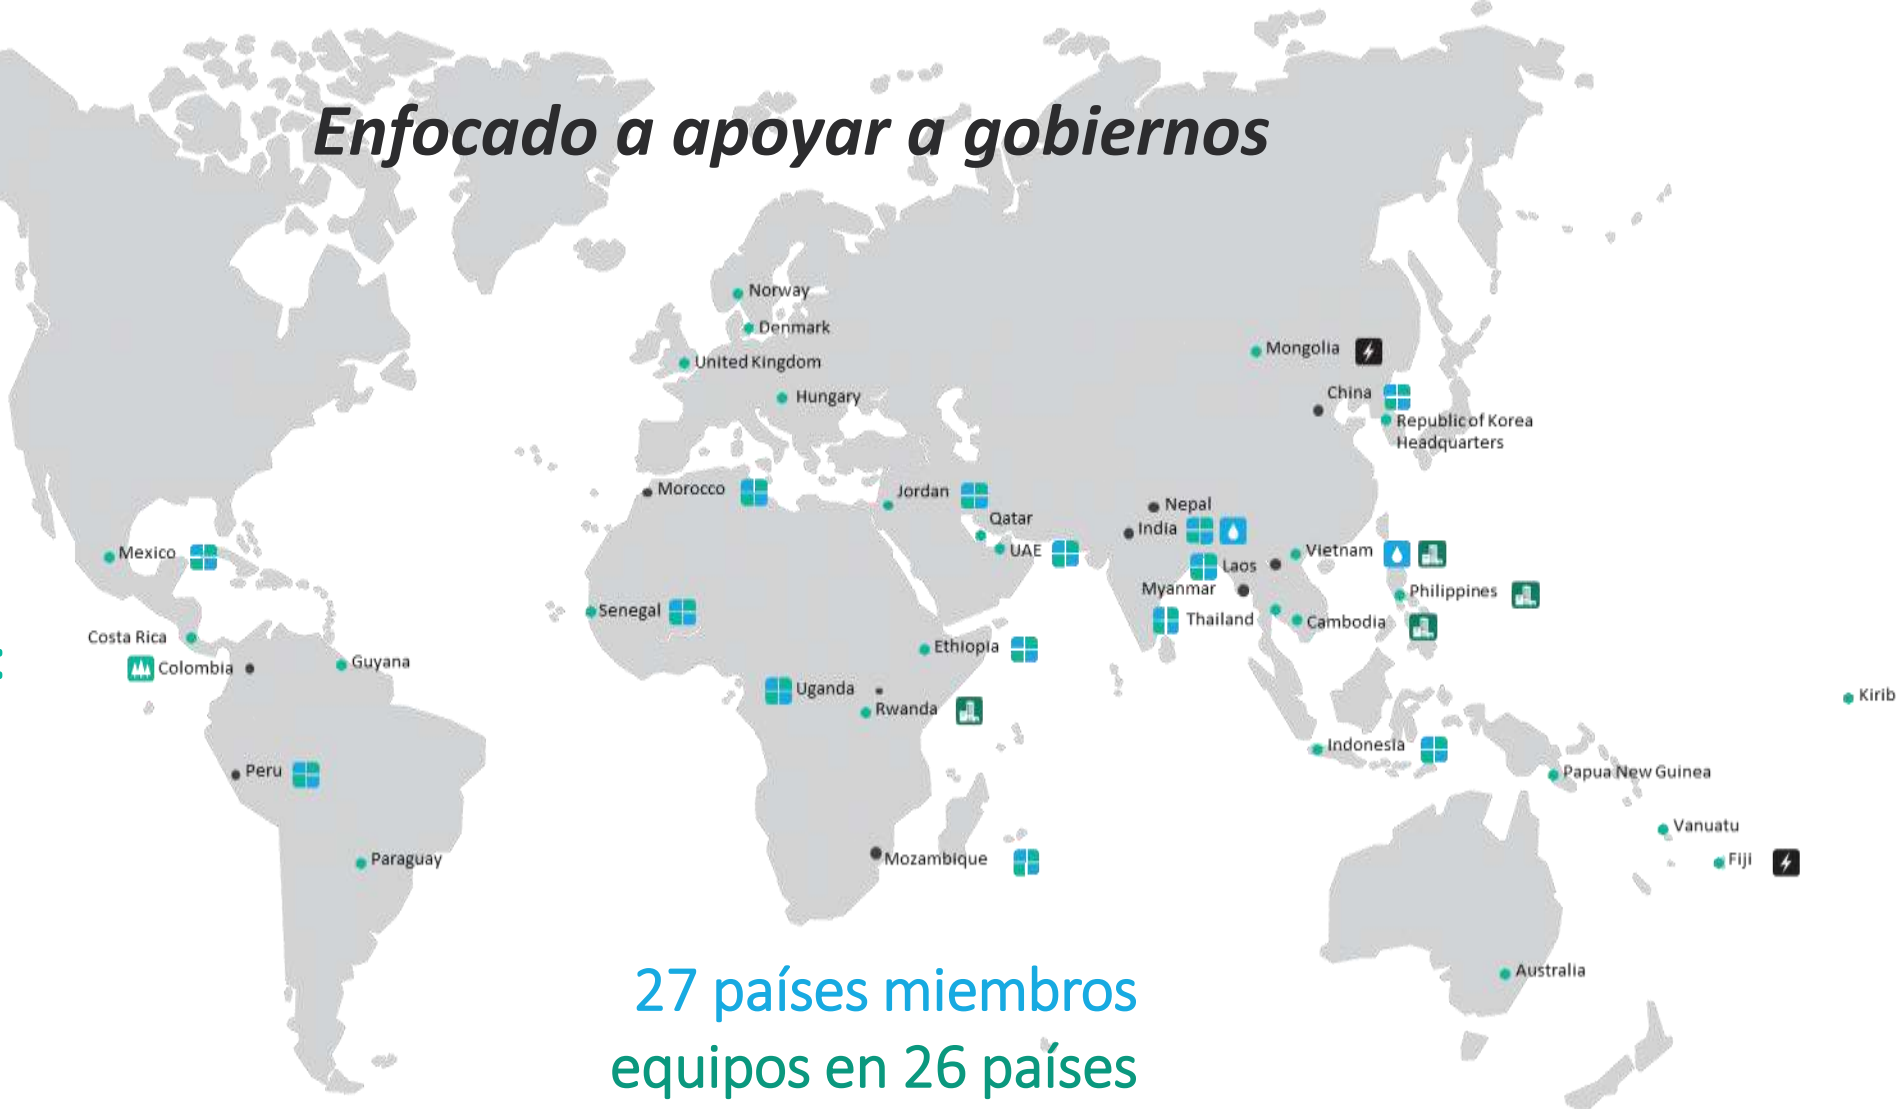 Enfocado a apoyar a gobiernos
Norway
Denmark
United Kingdom
Hungary
Mongolia
China
Republic of Korea
Headquarters
Morocco
Jordan
Qatar
UAE
Nepal
India
Laos
Vietnam
Myanmar
Philippines
Thailand
Cambodia
Mexico
Senegal
Costa Rica
Colombia
Guyana
Ethiopia
Uganda
Rwanda
Kirib
Peru
Indonesia
Papua New Guinea
Paraguay
Mozambique
Vanuatu
Fiji
Australia
27 países miembros
equipos en 26 países